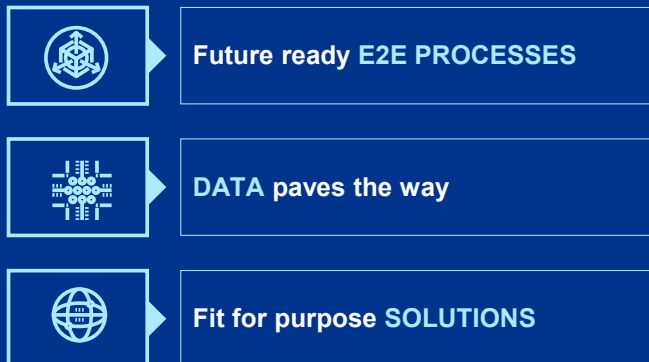 Future ready E2E PROCESSES
DATA paves the way
Fit for purpose SOLUTIONS